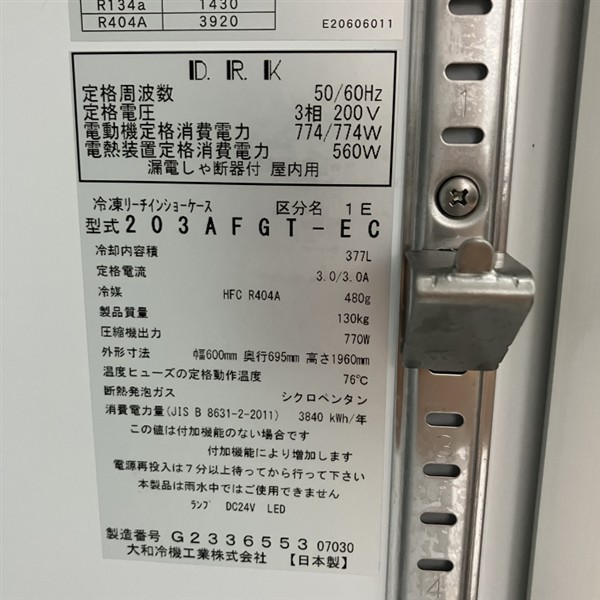 R134a 1430
R404A 3920
E20606011
D.R.K
定格周波数 50/60Hz
定格電圧 3相 200V
電動機定格消費電力 774/774W
電熱装置定格消費電力 560W
漏電しゃ断器付 屋内用
冷凍リーチインショーケース 区分名 1E
型式 203AFGT-EC
冷却内容積 377L
定格電流 3.0/3.0A
冷媒 HFC R404A 480g
製品質量 130kg
圧縮機出力 770W
外形寸法 幅600mm 奥行695mm 高さ1960mm
温度ヒューズの定格動作温度 76℃
断熱発泡ガス シクロペンタン
消費電力量(JIS B 8631-2-2011) 3840 kWh/年
この値は付加機能のない場合です
付加機能により増加します
電源再投入は7分以上待ってから行って下さい
本製品は雨水中ではご使用できません
ランプ DC24V LED
製造番号 G2336553 07030
大和冷機工業株式会社 【日本製】
1
4